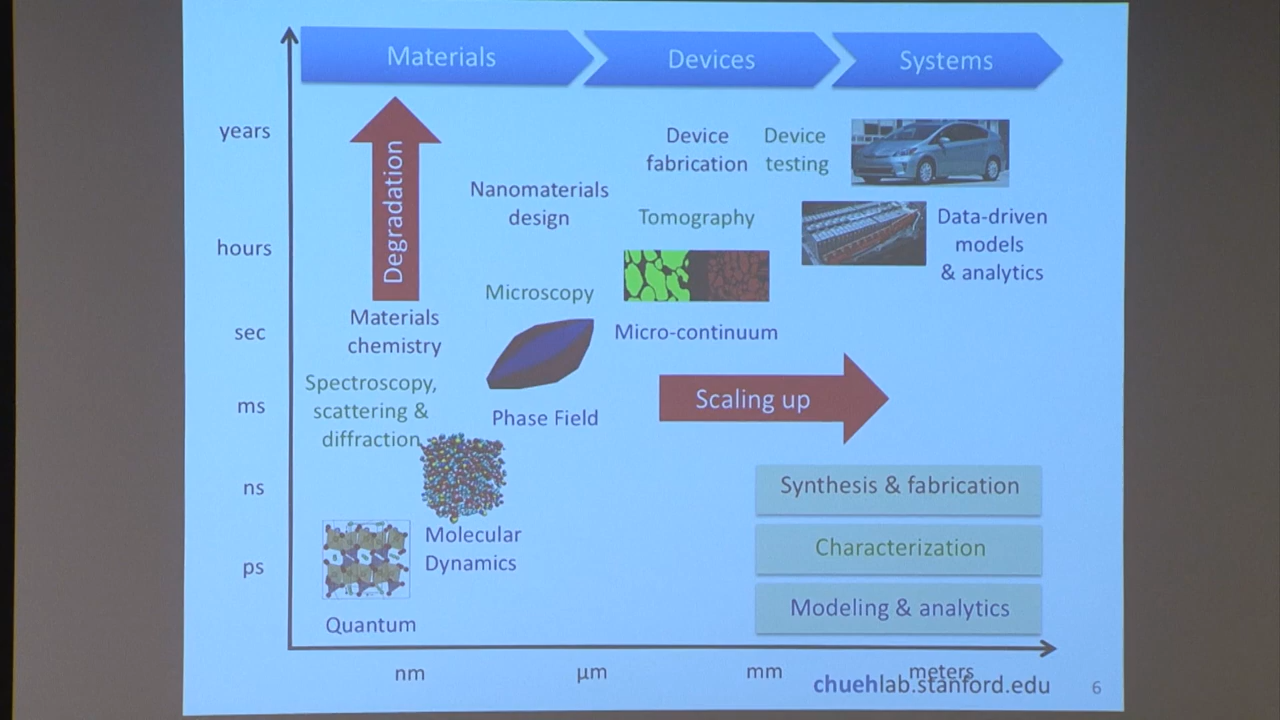 Materials
Devices
Systems
years
hours
sec
ms
ns
ps
Degradation
Device
fabrication
Device
testing
Nanomaterials
design
Tomography
Data-driven
models
& analytics
Microscopy
Materials
chemistry
Micro-continuum
Spectroscopy,
scattering &
diffraction
Phase Field
Scaling up
Molecular
Dynamics
Quantum
Synthesis & fabrication
Characterization
Modeling & analytics
nm
μm
mm
meters
chuehlab.stanford.edu
6